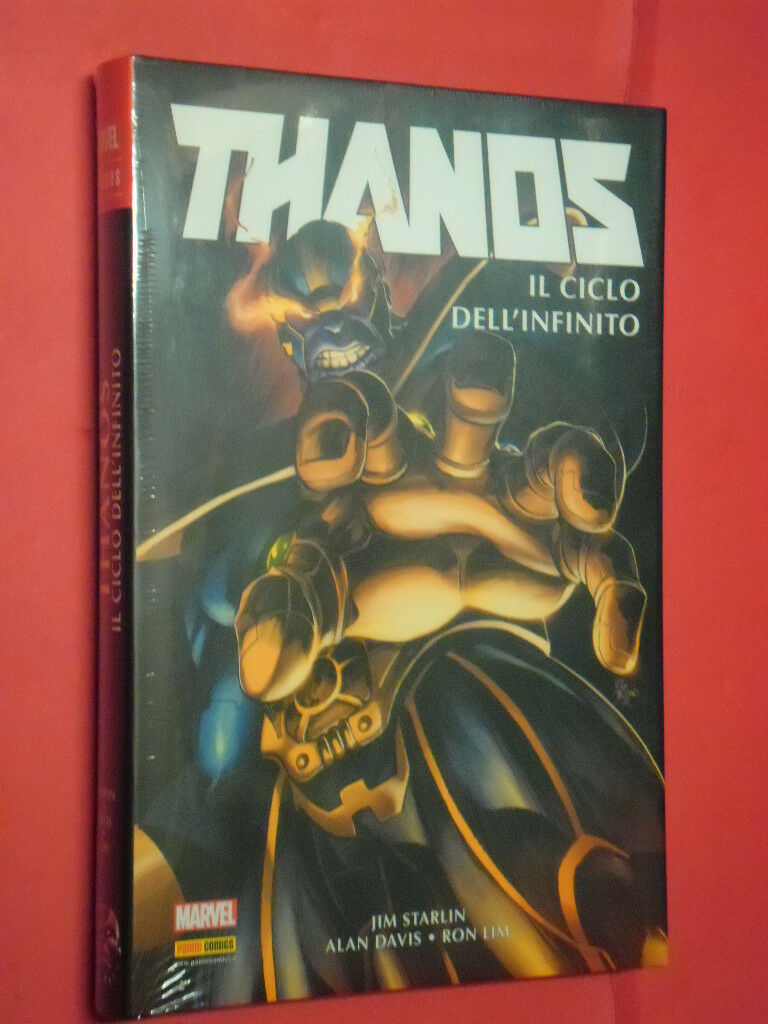 THANOS
IL CICLO
DELL'INFINITO
JIM STARLIN
ALAN DAVIS • RON LIM
MARVEL
PANINI COMICS
THANOS
IL CICLO DELL'INFINITO